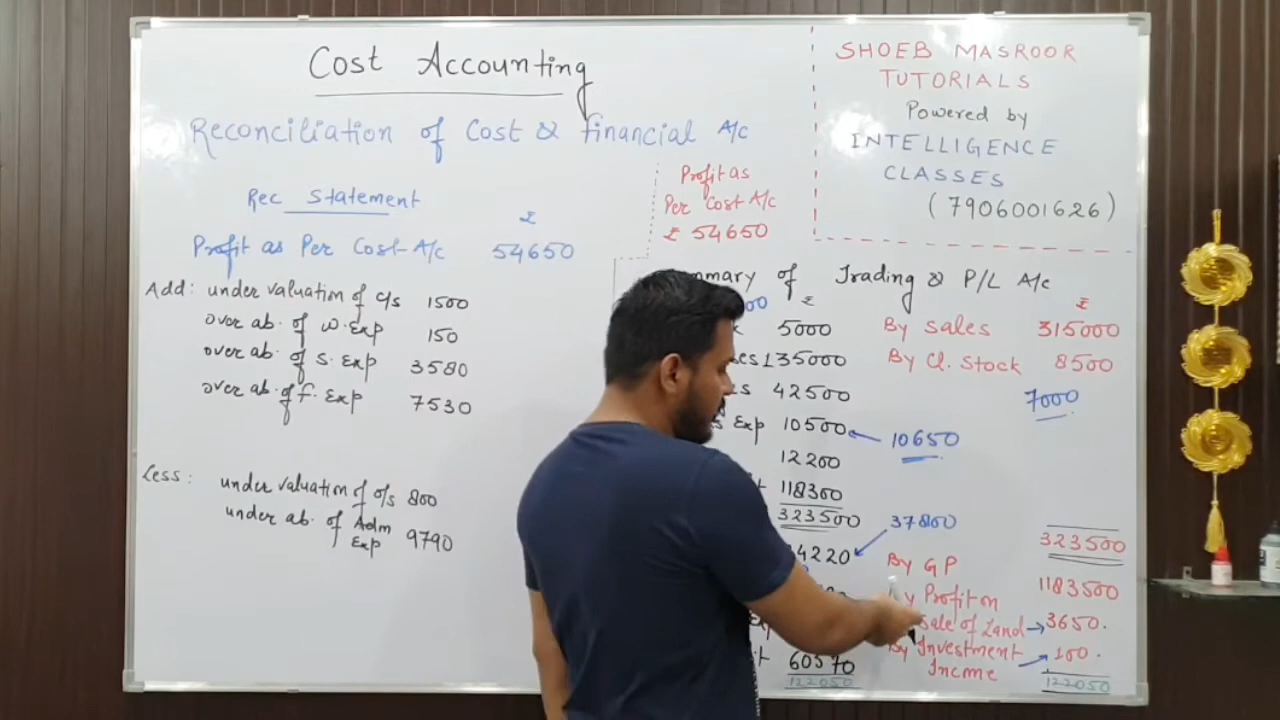 Cost Accounting
Reconciliation of Cost & financial A/c
SHOEB MASROOR
TUTORIALS
Powered by
INTELLIGENCE
CLASSES
(7906001626)
Rec Statement
₹
Profit as Per Cost A/c 54650
Add: under valuation of c/s 1500
over ab. of w. Exp 150
over ab. of S. Exp 3580
over ab. of f. Exp 7530
Less: under valuation of o/s 800
under ab. of Adm Exp 9790
Profit as
Per Cost A/c
₹ 54650
of Trading & P/L A/c
₹ ₹
5000 By Sales 315000
135000 By Cl. Stock 8500
42500 7000
Exp 10500 10650
12200
118300
323500 37800 323500
4220 By GP 1183500
Profit on
Sale of Land → 3650.
By Investment
Income 100.
60570
122050 122050